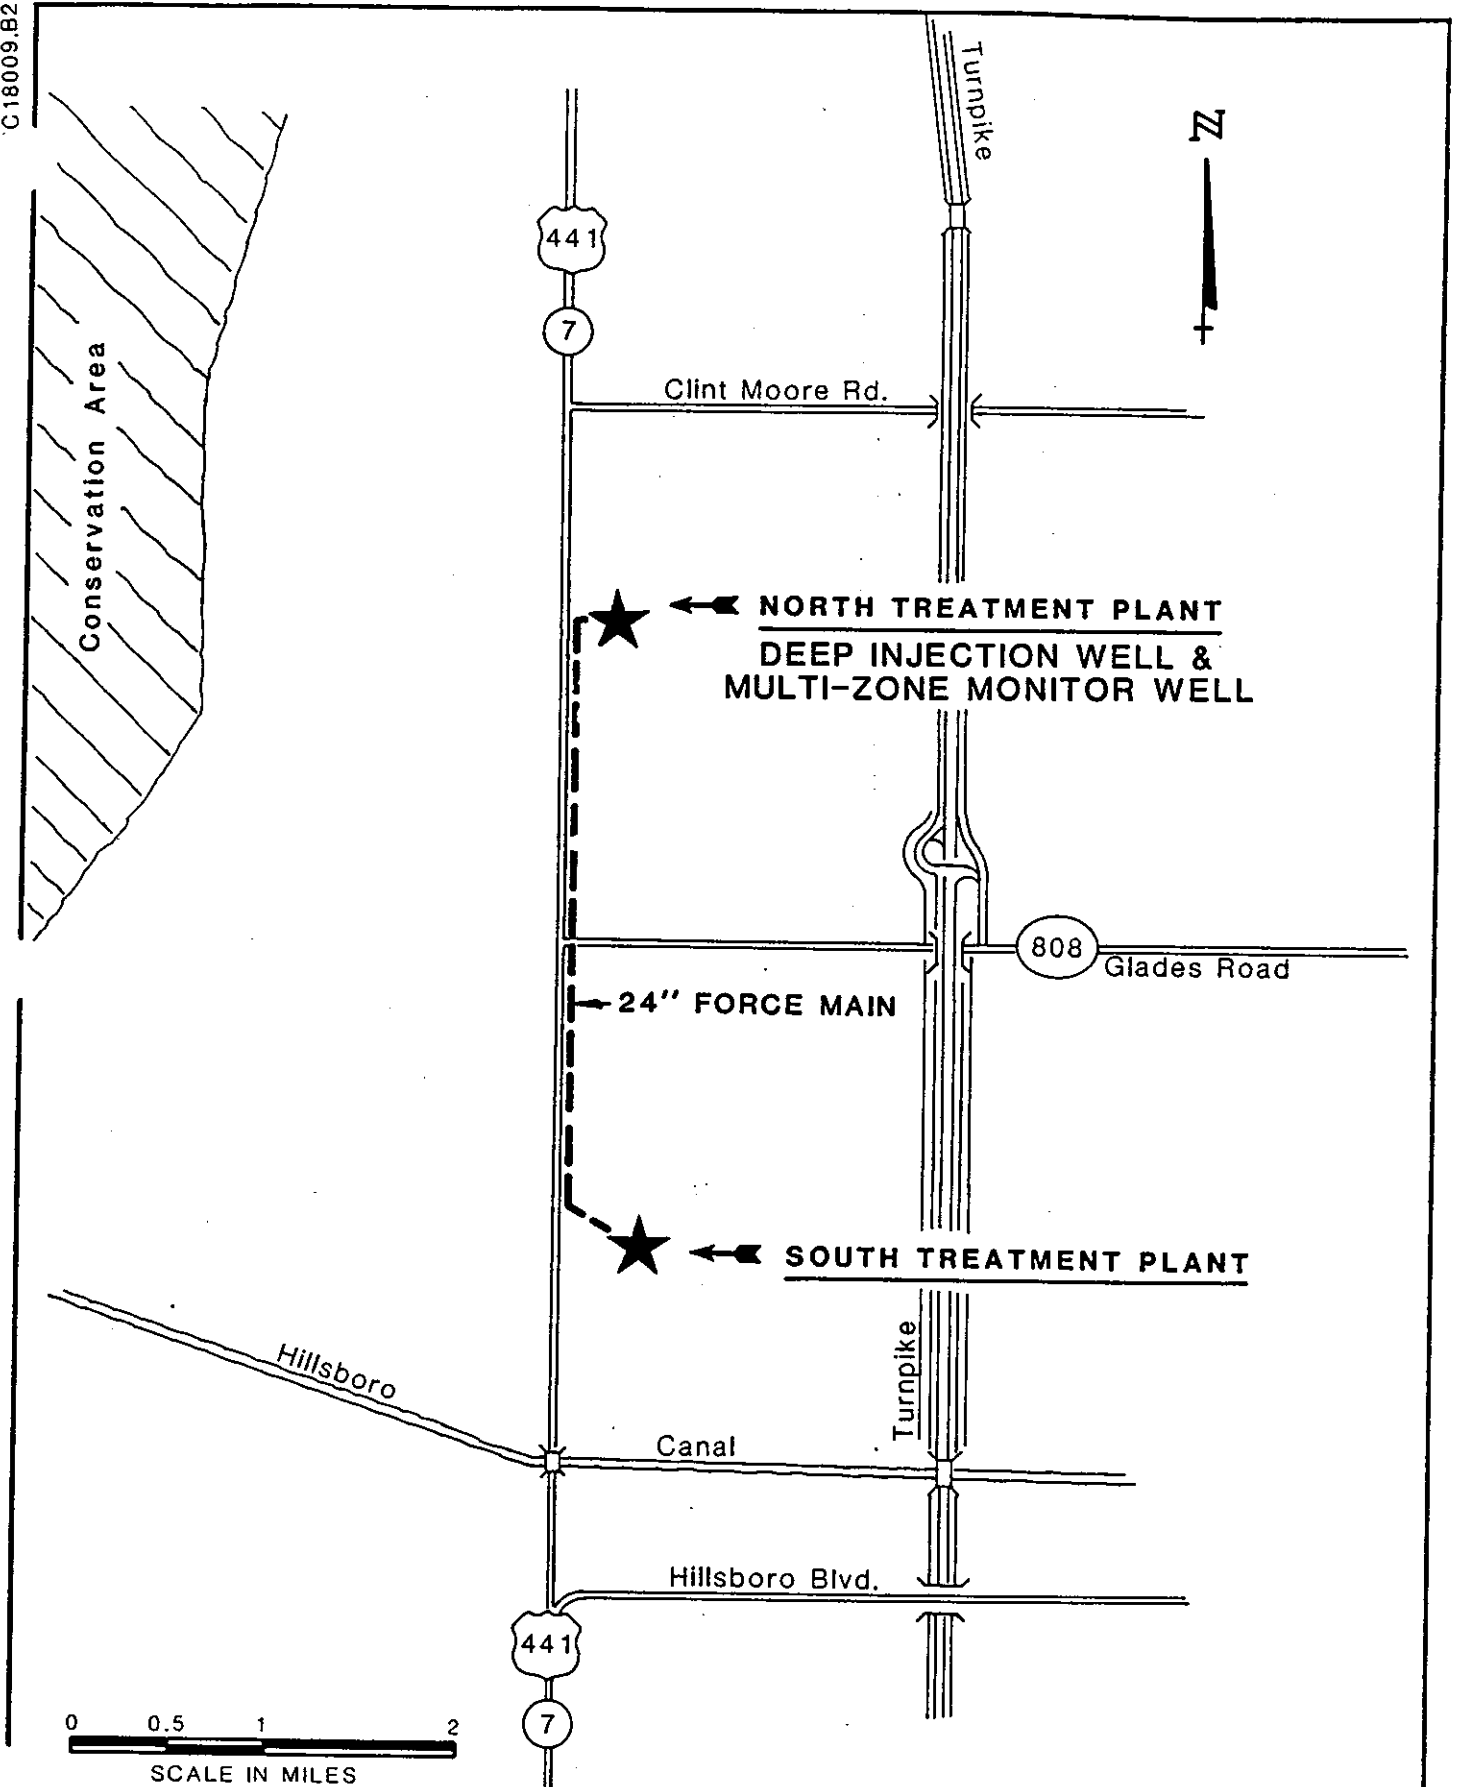 C18009.B2
Turnpike
N
441
7
Clint Moore Rd.
Conservation Area
NORTH TREATMENT PLANT
DEEP INJECTION WELL &
MULTI-ZONE MONITOR WELL
808
Glades Road
24" FORCE MAIN
SOUTH TREATMENT PLANT
Hillsboro
Turnpike
Canal
Hillsboro Blvd.
441
7
0 0.5 1 2
SCALE IN MILES